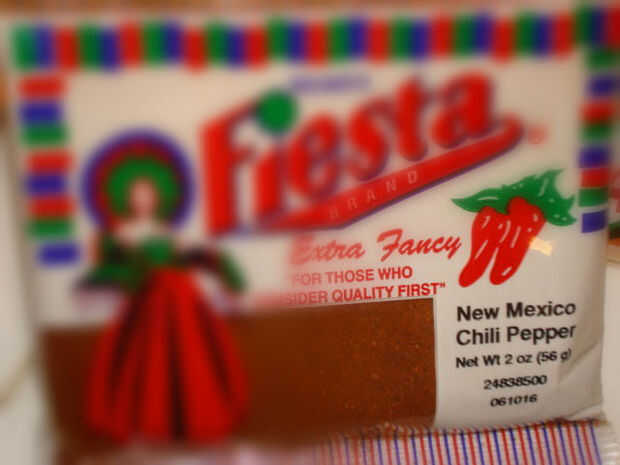 Fiesta
BRAND
Extra Fancy
"FOR THOSE WHO
CONSIDER QUALITY FIRST"
New Mexico
Chili Pepper
Net Wt 2 oz (56 g)
24838500
061016